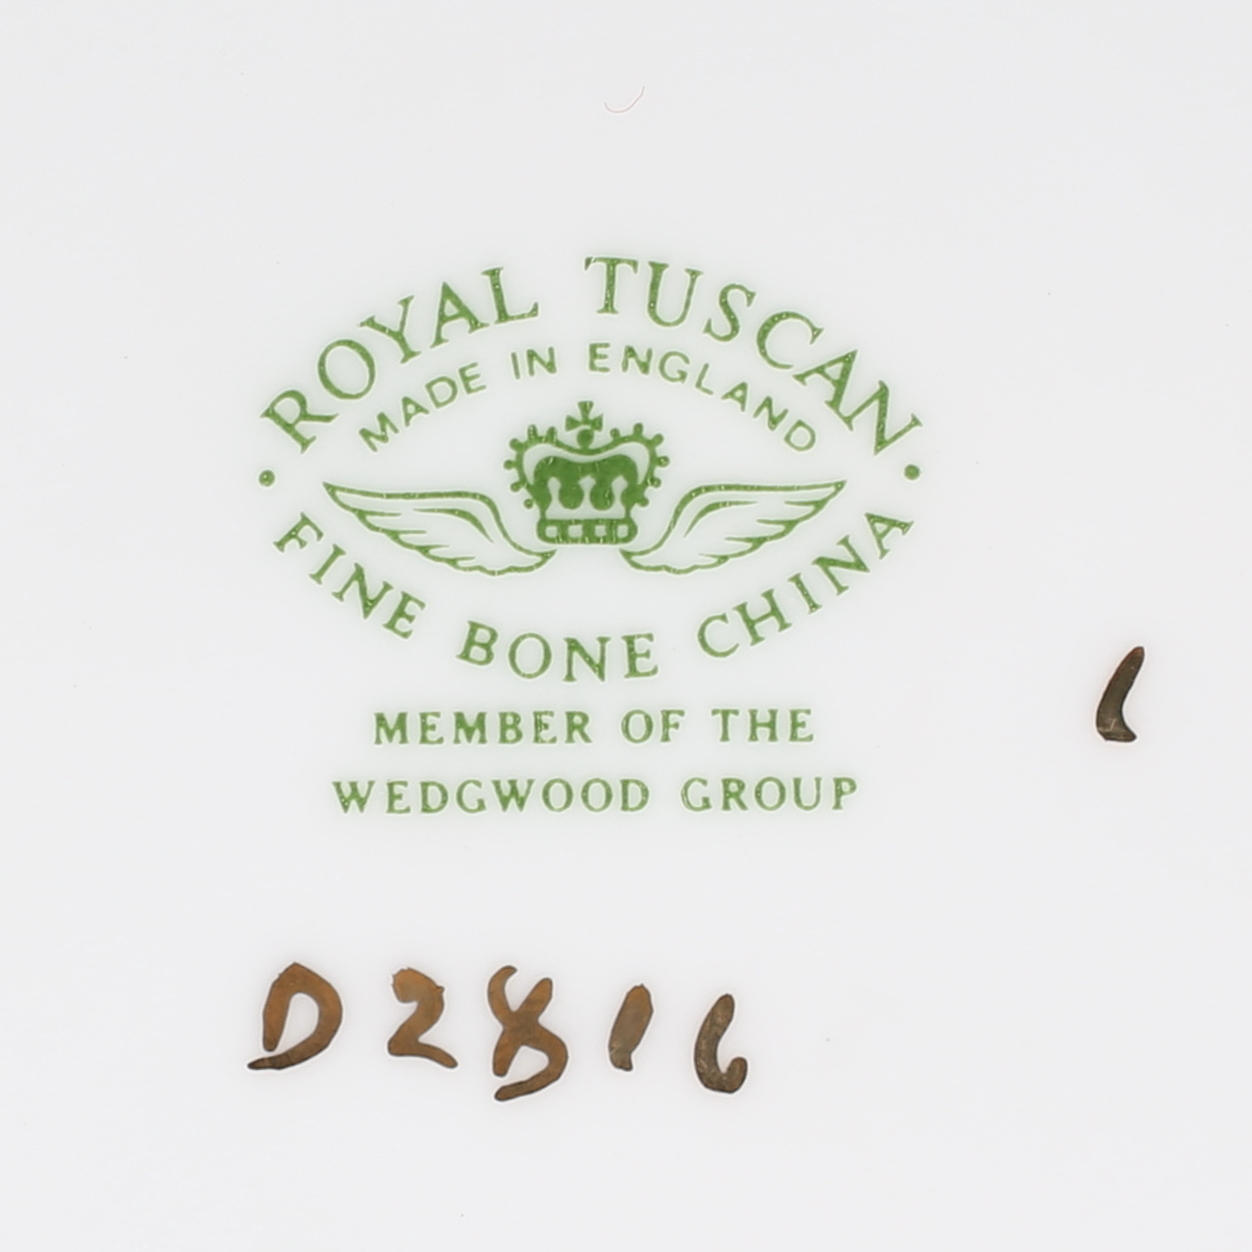 ROYAL TUSCAN
MADE IN ENGLAND
FINE BONE CHINA
MEMBER OF THE
WEDGWOOD GROUP
D2816